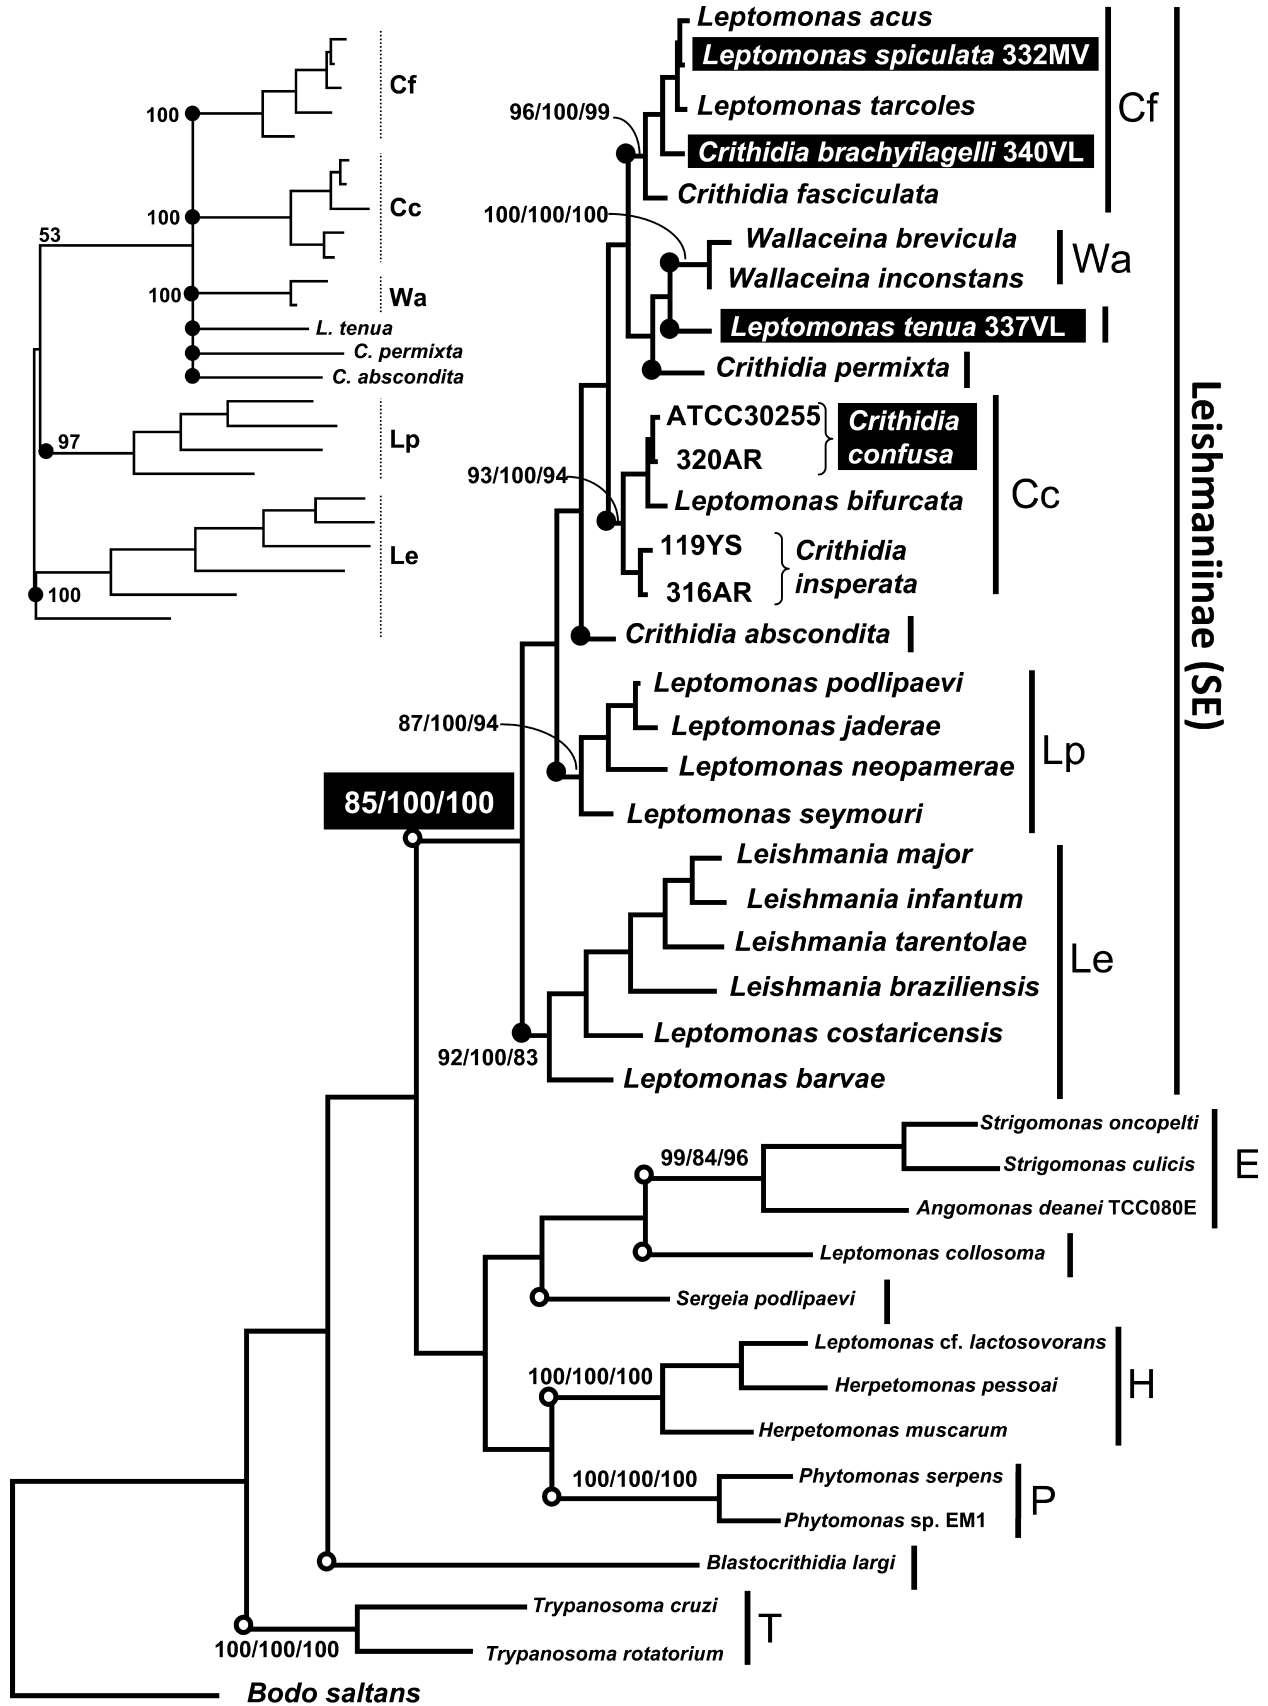 Cf
100
Cc
100
53
Wa
100
L. tenua
C. permixta
C. abscondita
Lp
97
Le
100
Leptomonas acus
Leptomonas spiculata 332MV
Leptomonas tarcoles
96/100/99
Crithidia brachyflagelli 340VL
Crithidia fasciculata
Cf
100/100/100
Wallaceina brevicula
Wallaceina inconstans
Wa
Leptomonas tenua 337VL
Crithidia permixta
ATCC30255
320AR
Crithidia
confusa
93/100/94
Leptomonas bifurcata
Cc
119YS
316AR
Crithidia
insperata
Crithidia abscondita
Leishmaniinae (SE)
Leptomonas podlipaevi
87/100/94
Leptomonas jaderae
Leptomonas neopamerae
Lp
Leptomonas seymouri
85/100/100
Leishmania major
Leishmania infantum
Leishmania tarentolae
Le
Leishmania braziliensis
Leptomonas costaricensis
92/100/83
Leptomonas barvae
Strigomonas oncopelti
99/84/96
Strigomonas culicis
E
Angomonas deanei TCC080E
Leptomonas collosoma
Sergeia podlipaevi
Leptomonas cf. lactosovorans
100/100/100
Herpetomonas pessoai
H
Herpetomonas muscarum
100/100/100
Phytomonas serpens
P
Phytomonas sp. EM1
Blastocrithidia largi
Trypanosoma cruzi
T
100/100/100
Trypanosoma rotatorium
Bodo saltans